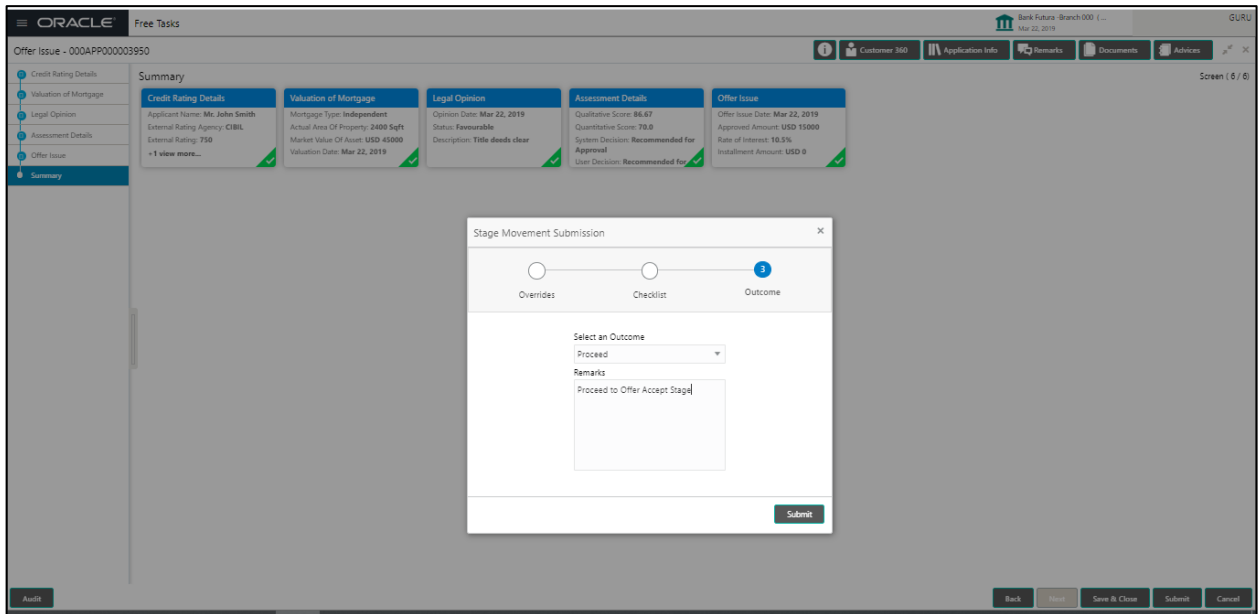 ORACLE®
Free Tasks
Bank Futura -Branch 000 (...
Mar 22, 2019
GURU
Offer Issue - 000APP000003950
Customer 360
Application Info
Remarks
Documents
Advices
Credit Rating Details
Valuation of Mortgage
Legal Opinion
Assessment Details
Offer Issue
Summary
Summary
Screen ( 6 / 6)
Credit Rating Details
Applicant Name: Mr. John Smith
External Rating Agency: CIBIL
External Rating: 750
+1 view more...
Valuation of Mortgage
Mortgage Type: Independent
Actual Area Of Property: 2400 Sqft
Market Value Of Asset: USD 45000
Valuation Date: Mar 22, 2019
Legal Opinion
Opinion Date: Mar 22, 2019
Status: Favourable
Description: Title deeds clear
Assessment Details
Qualitative Score: 86.67
Quantitative Score: 70.0
System Decision: Recommended for
Approval
User Decision: Recommended for
Offer Issue
Offer Issue Date: Mar 22, 2019
Approved Amount: USD 15000
Rate of Interest: 10.5%
Installment Amount: USD 0
Stage Movement Submission
3
Overrides
Checklist
Outcome
Select an Outcome
Proceed
Remarks
Proceed to Offer Accept Stage
Submit
Audit
Back
Next
Save & Close
Submit
Cancel